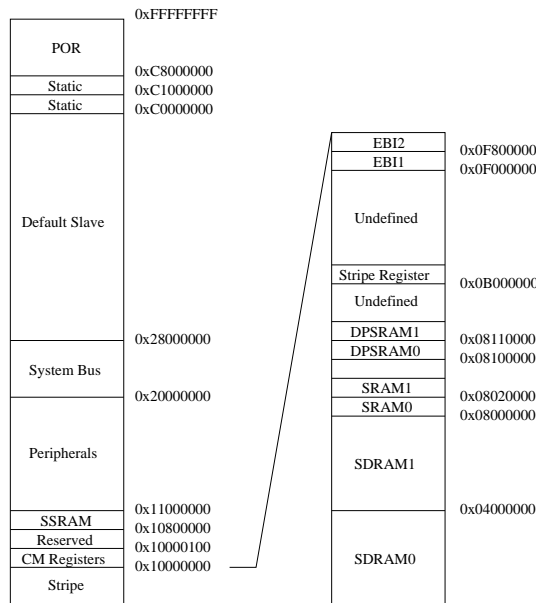 0xFFFFFFFF
POR
0xC8000000
Static
0xC1000000
Static
0xC0000000
Default Slave
0x28000000
System Bus
0x20000000
Peripherals
0x11000000
SSRAM
0x10800000
Reserved
0x10000100
CM Registers
0x10000000
Stripe
EBI2
0x0F800000
EBI1
0x0F000000
Undefined
Stripe Register
0x0B000000
Undefined
DPSRAM1
0x08110000
DPSRAM0
0x08100000
SRAM1
0x08020000
SRAM0
0x08000000
SDRAM1
0x04000000
SDRAM0